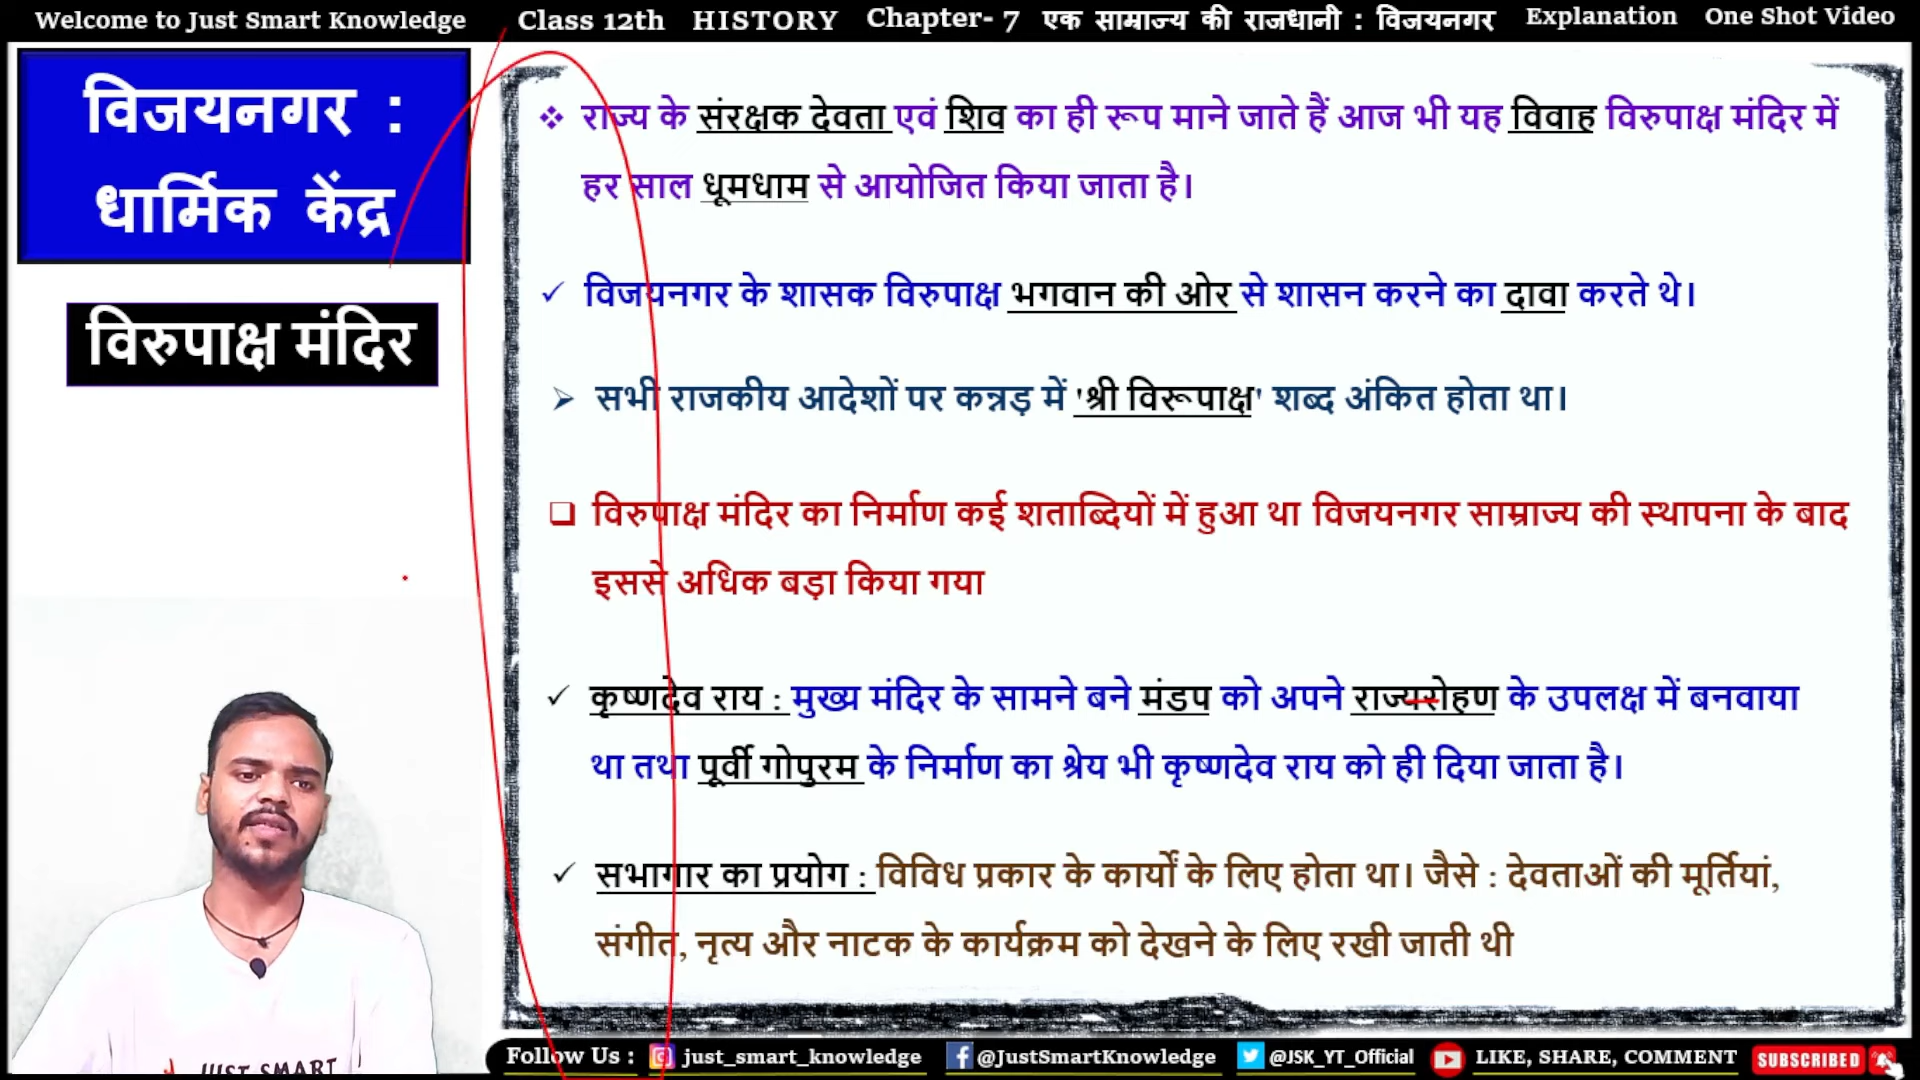 Welcome to Just Smart Knowledge Class 12th HISTORY Chapter- 7 एक साम्राज्य की राजधानी : विजयनगर Explanation One Shot Video
विजयनगर :
धार्मिक केंद्र
विरुपाक्ष मंदिर
❖ राज्य के संरक्षक देवता एवं शिव का ही रूप माने जाते हैं आज भी यह विवाह विरुपाक्ष मंदिर में
हर साल धूमधाम से आयोजित किया जाता है।
✓ विजयनगर के शासक विरुपाक्ष भगवान की ओर से शासन करने का दावा करते थे।
➢ सभी राजकीय आदेशों पर कन्नड़ में 'श्री विरूपाक्ष' शब्द अंकित होता था।
❑ विरुपाक्ष मंदिर का निर्माण कई शताब्दियों में हुआ था विजयनगर साम्राज्य की स्थापना के बाद
इससे अधिक बड़ा किया गया
✓ कृष्णदेव राय : मुख्य मंदिर के सामने बने मंडप को अपने राज्यरोहण के उपलक्ष में बनवाया
था तथा पूर्वी गोपुरम के निर्माण का श्रेय भी कृष्णदेव राय को ही दिया जाता है।
✓ सभागार का प्रयोग : विविध प्रकार के कार्यों के लिए होता था। जैसे : देवताओं की मूर्तियां,
संगीत, नृत्य और नाटक के कार्यक्रम को देखने के लिए रखी जाती थी
JUST SMART
Follow Us : just_smart_knowledge @JustSmartKnowledge @JSK_YT_Official LIKE, SHARE, COMMENT SUBSCRIBED